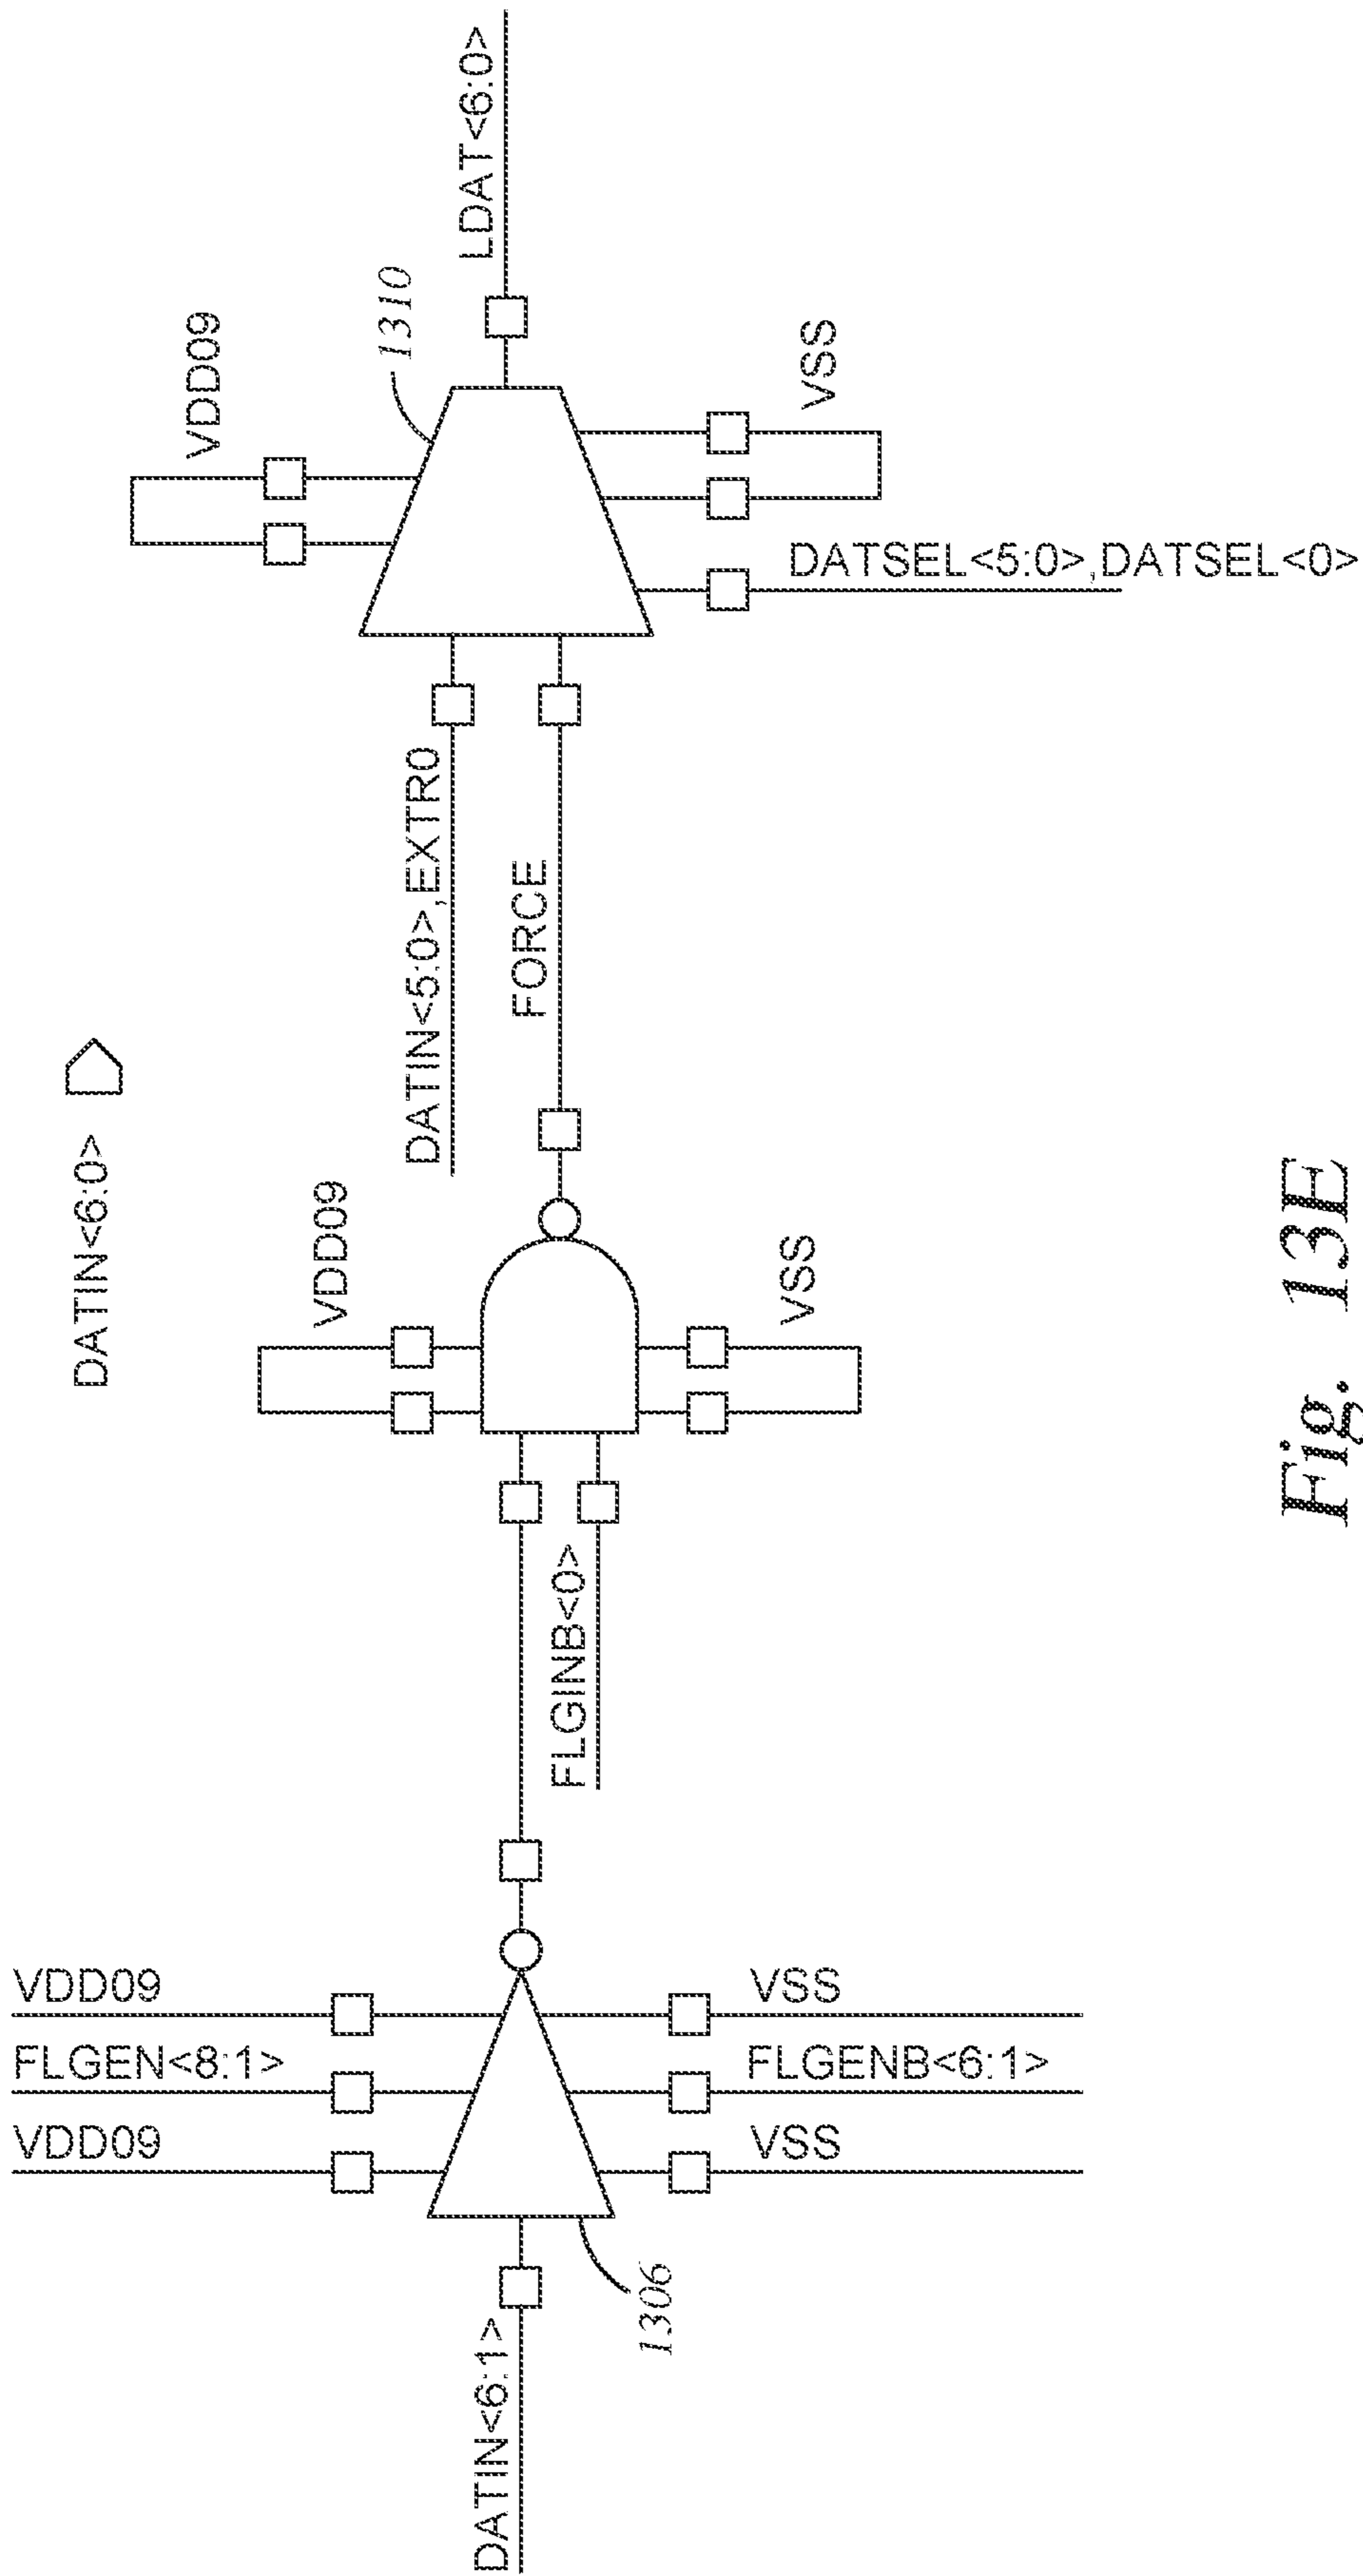 DATIN<6:0>
VDD09
FLGEN<8:1>
VDD09
DATIN<6:1>
1306
VSS
FLGENB<6:1>
VSS
FLGINB<0>
VDD09
VSS
DATIN<5:0>,EXTR0
FORCE
VDD09
1310
LDAT<6:0>
VSS
DATSEL<5:0>,DATSEL<0>
Fig. 13E